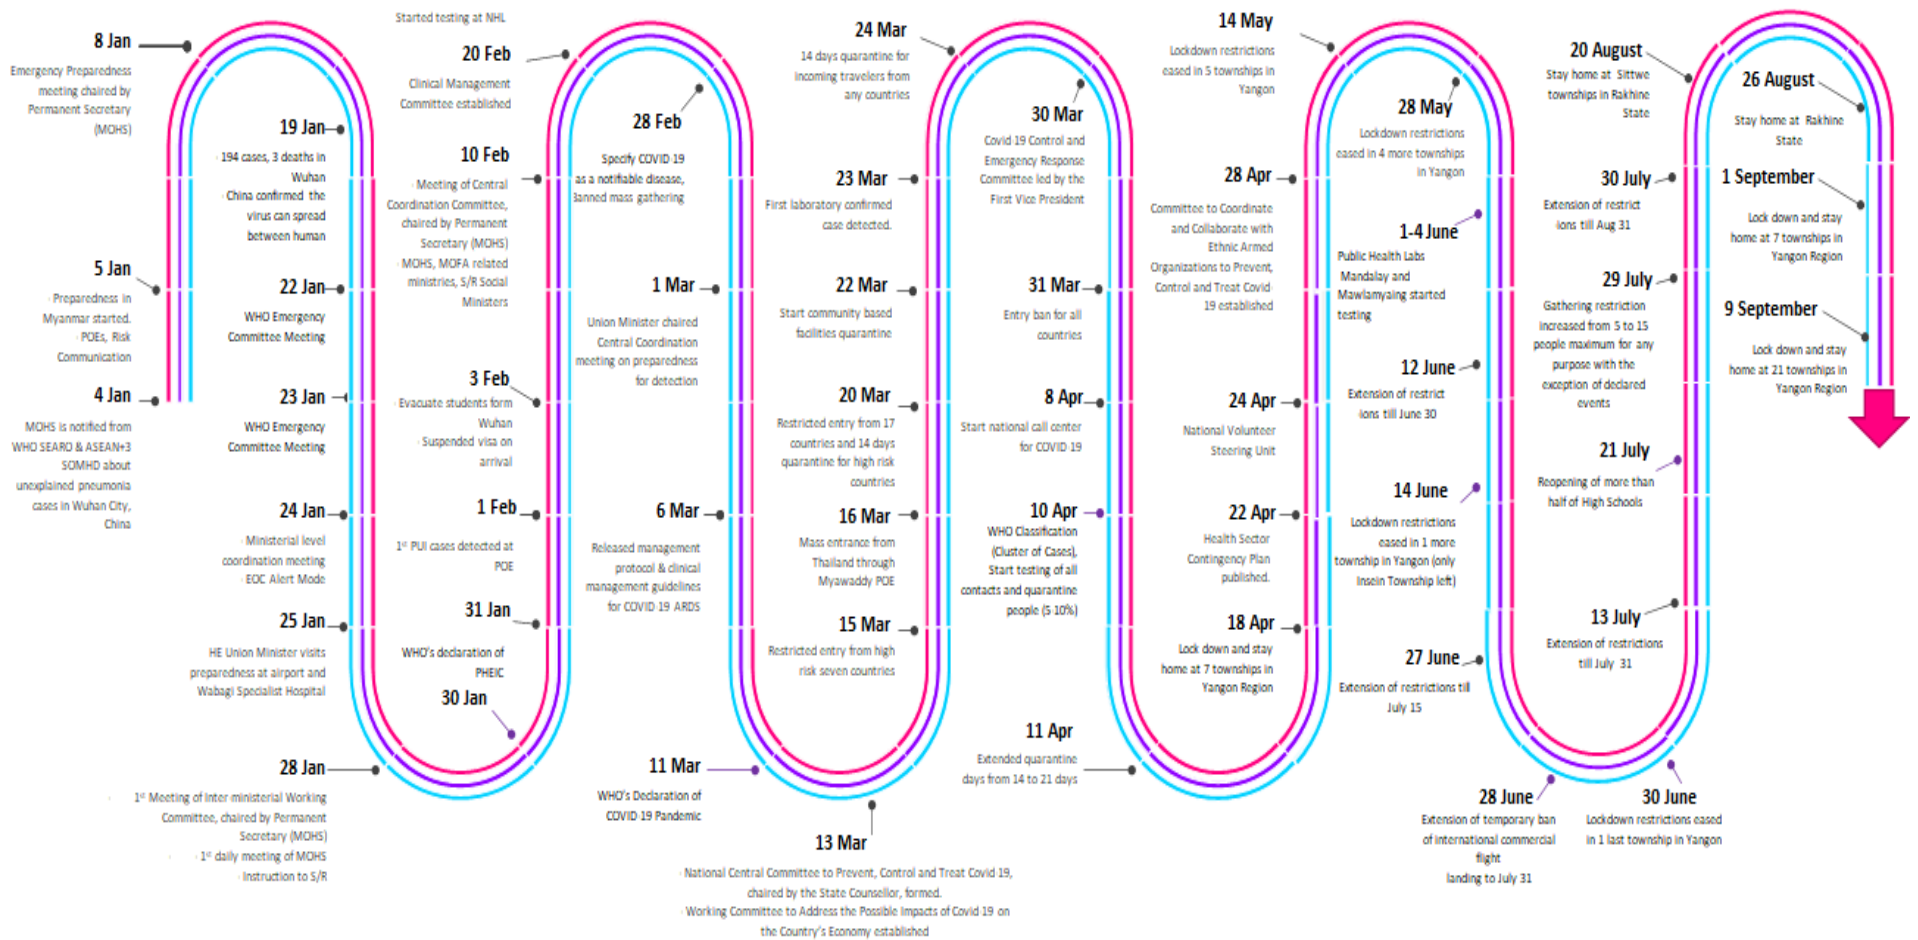 8 Jan
Emergency Preparedness
meeting chaired by
Permanent Secretary
(MOHS)
5 Jan
· Preparedness in
Myanmar started.
· POEs, Risk
Communication
4 Jan
MOHS is notified from
WHO SEARO & ASEAN+3
SOMHD about
unexplained pneumonia
cases in Wuhan City,
China
19 Jan
· 194 cases, 3 deaths in
Wuhan
· China confirmed the
virus can spread
between human
22 Jan
WHO Emergency
Committee Meeting
23 Jan
WHO Emergency
Committee Meeting
24 Jan
· Ministerial level
coordination meeting
· EOC Alert Mode
25 Jan
HE Union Minister visits
preparedness at airport and
Wabagi Specialist Hospital
28 Jan
1st Meeting of Inter ministerial Working
Committee, chaired by Permanent
Secretary (MOHS)
· 1st daily meeting of MOHS
· Instruction to S/R
Started testing at NHL
20 Feb
Clinical Management
Committee established
10 Feb
· Meeting of Central
Coordination Committee,
chaired by Permanent
Secretary (MOHS)
· MOHS, MOFA related
ministries, S/R Social
Ministers
3 Feb
· Evacuate students form
Wuhan
· Suspended visa on
arrival
1 Feb
1st PUI cases detected at
POE
31 Jan
WHO's declaration of
PHEIC
30 Jan
28 Feb
Specify COVID 19
as a notifiable disease,
Banned mass gathering
1 Mar
Union Minister chaired
Central Coordination
meeting on preparedness
for detection
6 Mar
Released management
protocol & clinical
management guidelines
for COVID 19 ARDS
11 Mar
WHO's Declaration of
COVID 19 Pandemic
13 Mar
· National Central Committee to Prevent, Control and Treat Covid 19,
chaired by the State Counsellor, formed.
· Working Committee to Address the Possible Impacts of Covid 19 on
the Country's Economy established
24 Mar
14 days quarantine for
incoming travelers from
any countries
23 Mar
First laboratory confirmed
case detected.
22 Mar
Start community based
facilities quarantine
20 Mar
Restricted entry from 17
countries and 14 days
quarantine for high risk
countries
16 Mar
Mass entrance from
Thailand through
Myawaddy POE
15 Mar
Restricted entry from high
risk seven countries
30 Mar
Covid 19 Control and
Emergency Response
Committee led by the
First Vice President
31 Mar
Entry ban for all
countries
8 Apr
Start national call center
for COVID 19
10 Apr
WHO Classification
(Cluster of Cases),
Start testing of all
contacts and quarantine
people (5 10%)
11 Apr
Extended quarantine
days from 14 to 21 days
14 May
Lockdown restrictions
eased in 5 townships in
Yangon
28 Apr
Committee to Coordinate
and Collaborate with
Ethnic Armed
Organizations to Prevent,
Control and Treat Covid
19 established
24 Apr
National Volunteer
Steering Unit
22 Apr
Health Sector
Contingency Plan
published.
18 Apr
Lock down and stay
home at 7 townships in
Yangon Region
28 May
Lockdown restrictions
eased in 4 more townships
in Yangon
1-4 June
Public Health Labs
Mandalay and
Mawlamyaing started
testing
12 June
Extension of restrict
ions till June 30
14 June
Lockdown restrictions
eased in 1 more
township in Yangon (only
Insein Township left)
27 June
Extension of restrictions till
July 15
28 June
Extension of temporary ban
of international commercial
flight
landing to July 31
30 June
Lockdown restrictions eased
in 1 last township in Yangon
20 August
Stay home at Sittwe
townships in Rakhine
State
30 July
Extension of restrict
ions till Aug 31
29 July
Gathering restriction
increased from 5 to 15
people maximum for any
purpose with the
exception of declared
events
21 July
Reopening of more than
half of High Schools
13 July
Extension of restrictions
till July 31
26 August
Stay home at Rakhine
State
1 September
Lock down and stay
home at 7 townships in
Yangon Region
9 September
Lock down and stay
home at 21 townships in
Yangon Region